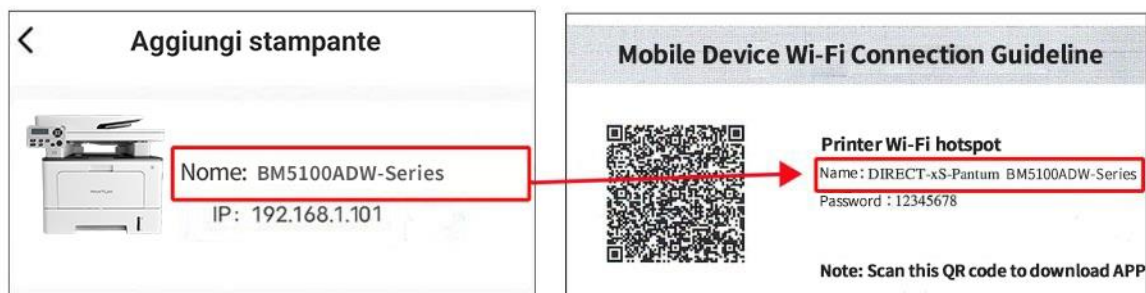 Aggiungi stampante
Nome: BM5100ADW-Series
IP: 192.168.1.101
Mobile Device Wi-Fi Connection Guideline
Printer Wi-Fi hotspot
Name: DIRECT-xS-Pantum BM5100ADW-Series
Password : 12345678
Note: Scan this QR code to download APP